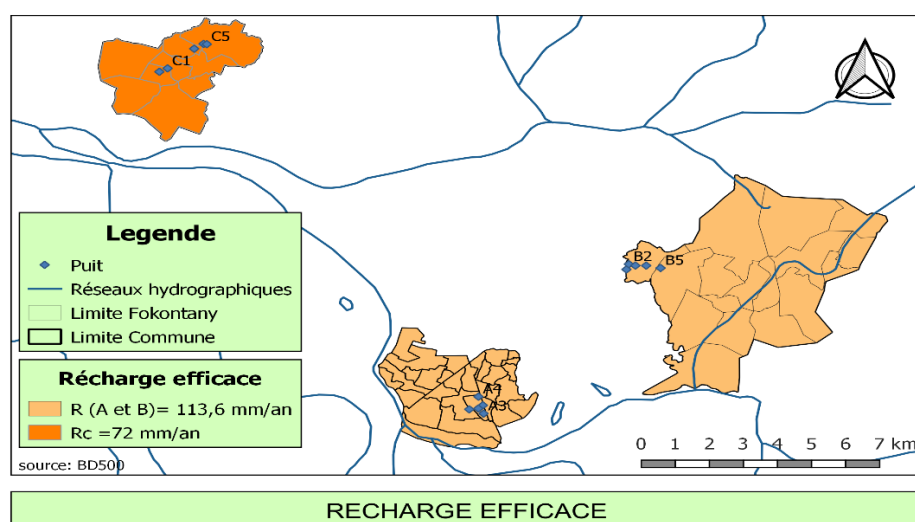 C5
C1
Legende
Puit
Réseaux hydrographiques
Limite Fokontany
Limite Commune
Récharge efficace
R (A et B)= 113,6 mm/an
Rc =72 mm/an
source: BD500
B2
B5
A4
A3
0 1 2 3 4 5 6 7 km
RECHARGE EFFICACE